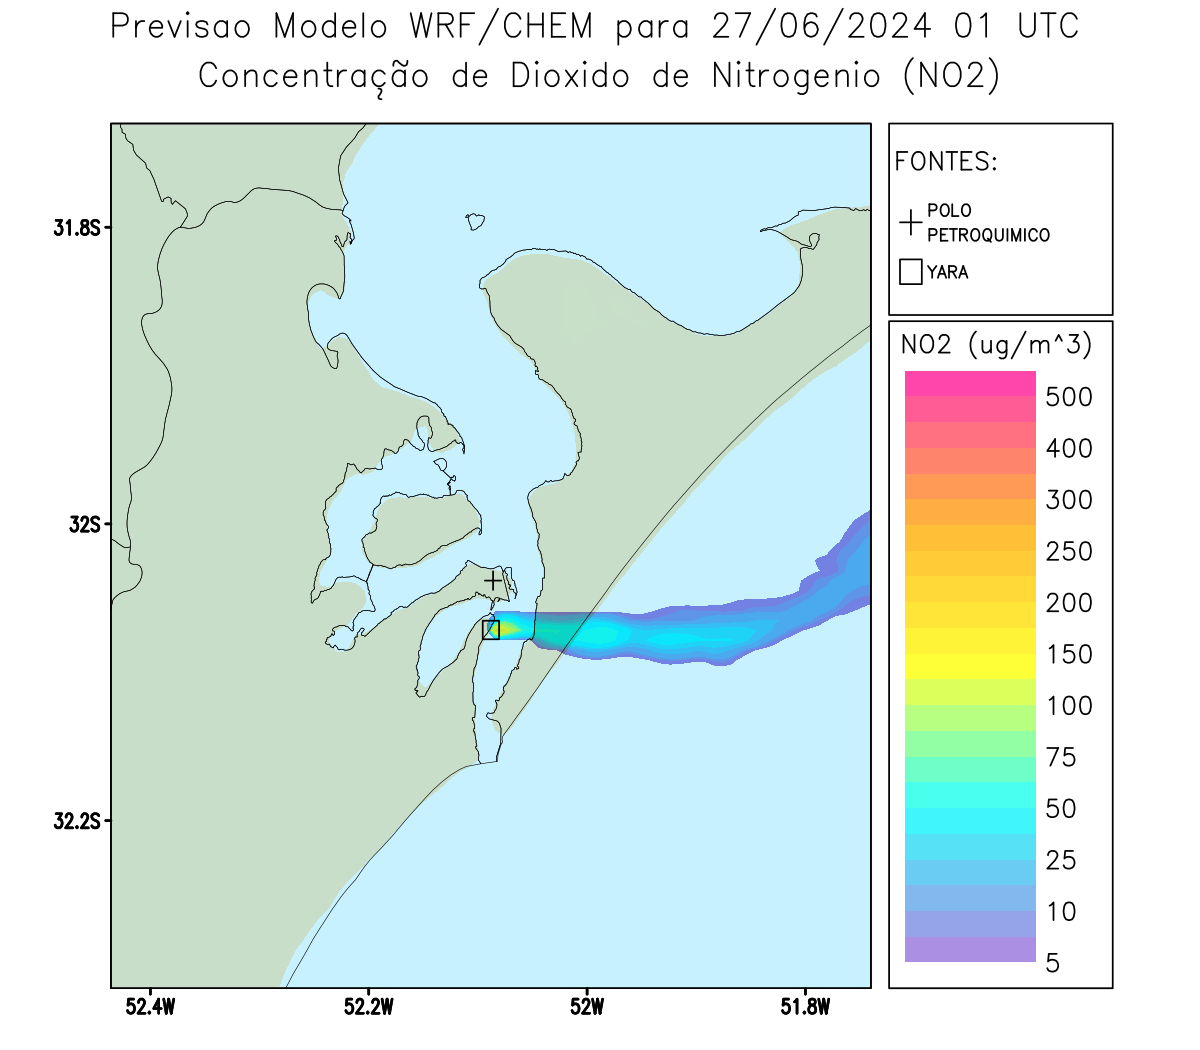 Previsao Modelo WRF/CHEM para 27/06/2024 01 UTC
Concentração de Dioxido de Nitrogenio (NO2)
FONTES:
POLO
PETROQUIMICO
YARA
NO2 (ug/m^3)
500
400
300
250
200
150
100
75
50
25
10
5
31.8S
32S
32.2S
52.4W
52.2W
52W
51.8W